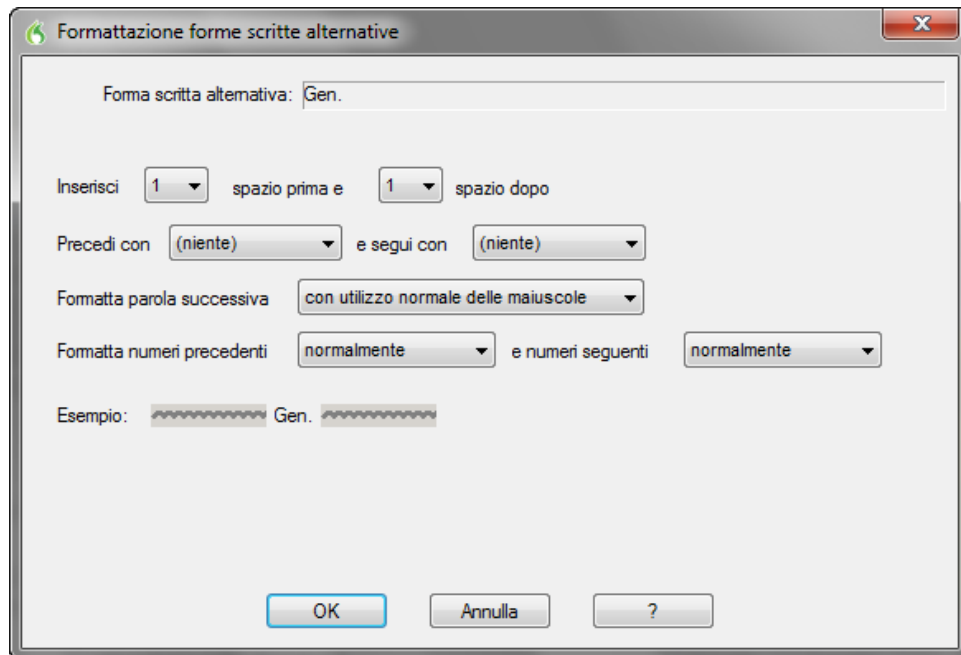 Formattazione forme scritte alternative
Forma scritta alternativa: Gen.
Inserisci 1 spazio prima e 1 spazio dopo
Precedi con (niente) e segui con (niente)
Formatta parola successiva con utilizzo normale delle maiuscole
Formatta numeri precedenti normalmente e numeri seguenti normalmente
Esempio: Gen.
OK Annulla ?